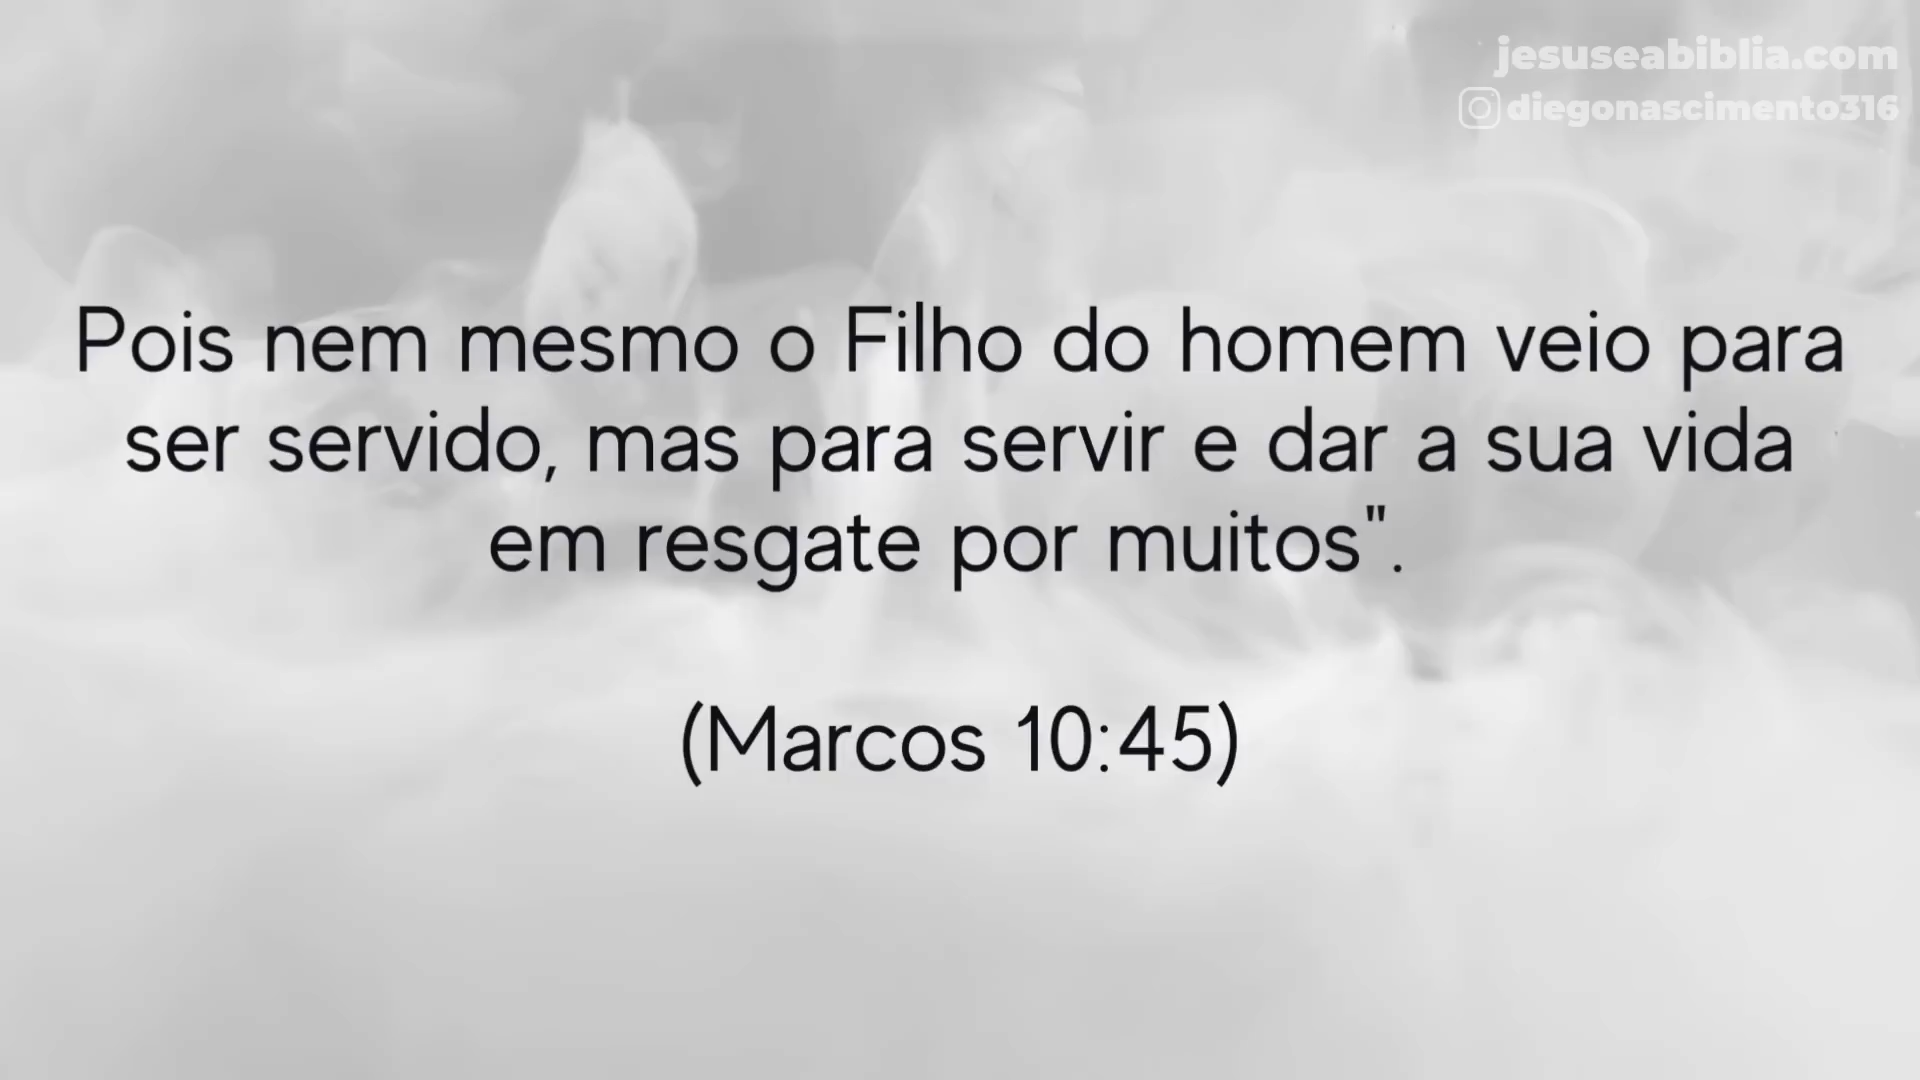 jesuseabiblia.com
diegonascimento316
Pois nem mesmo o Filho do homem veio para
ser servido, mas para servir e dar a sua vida
em resgate por muitos".
(Marcos 10:45)